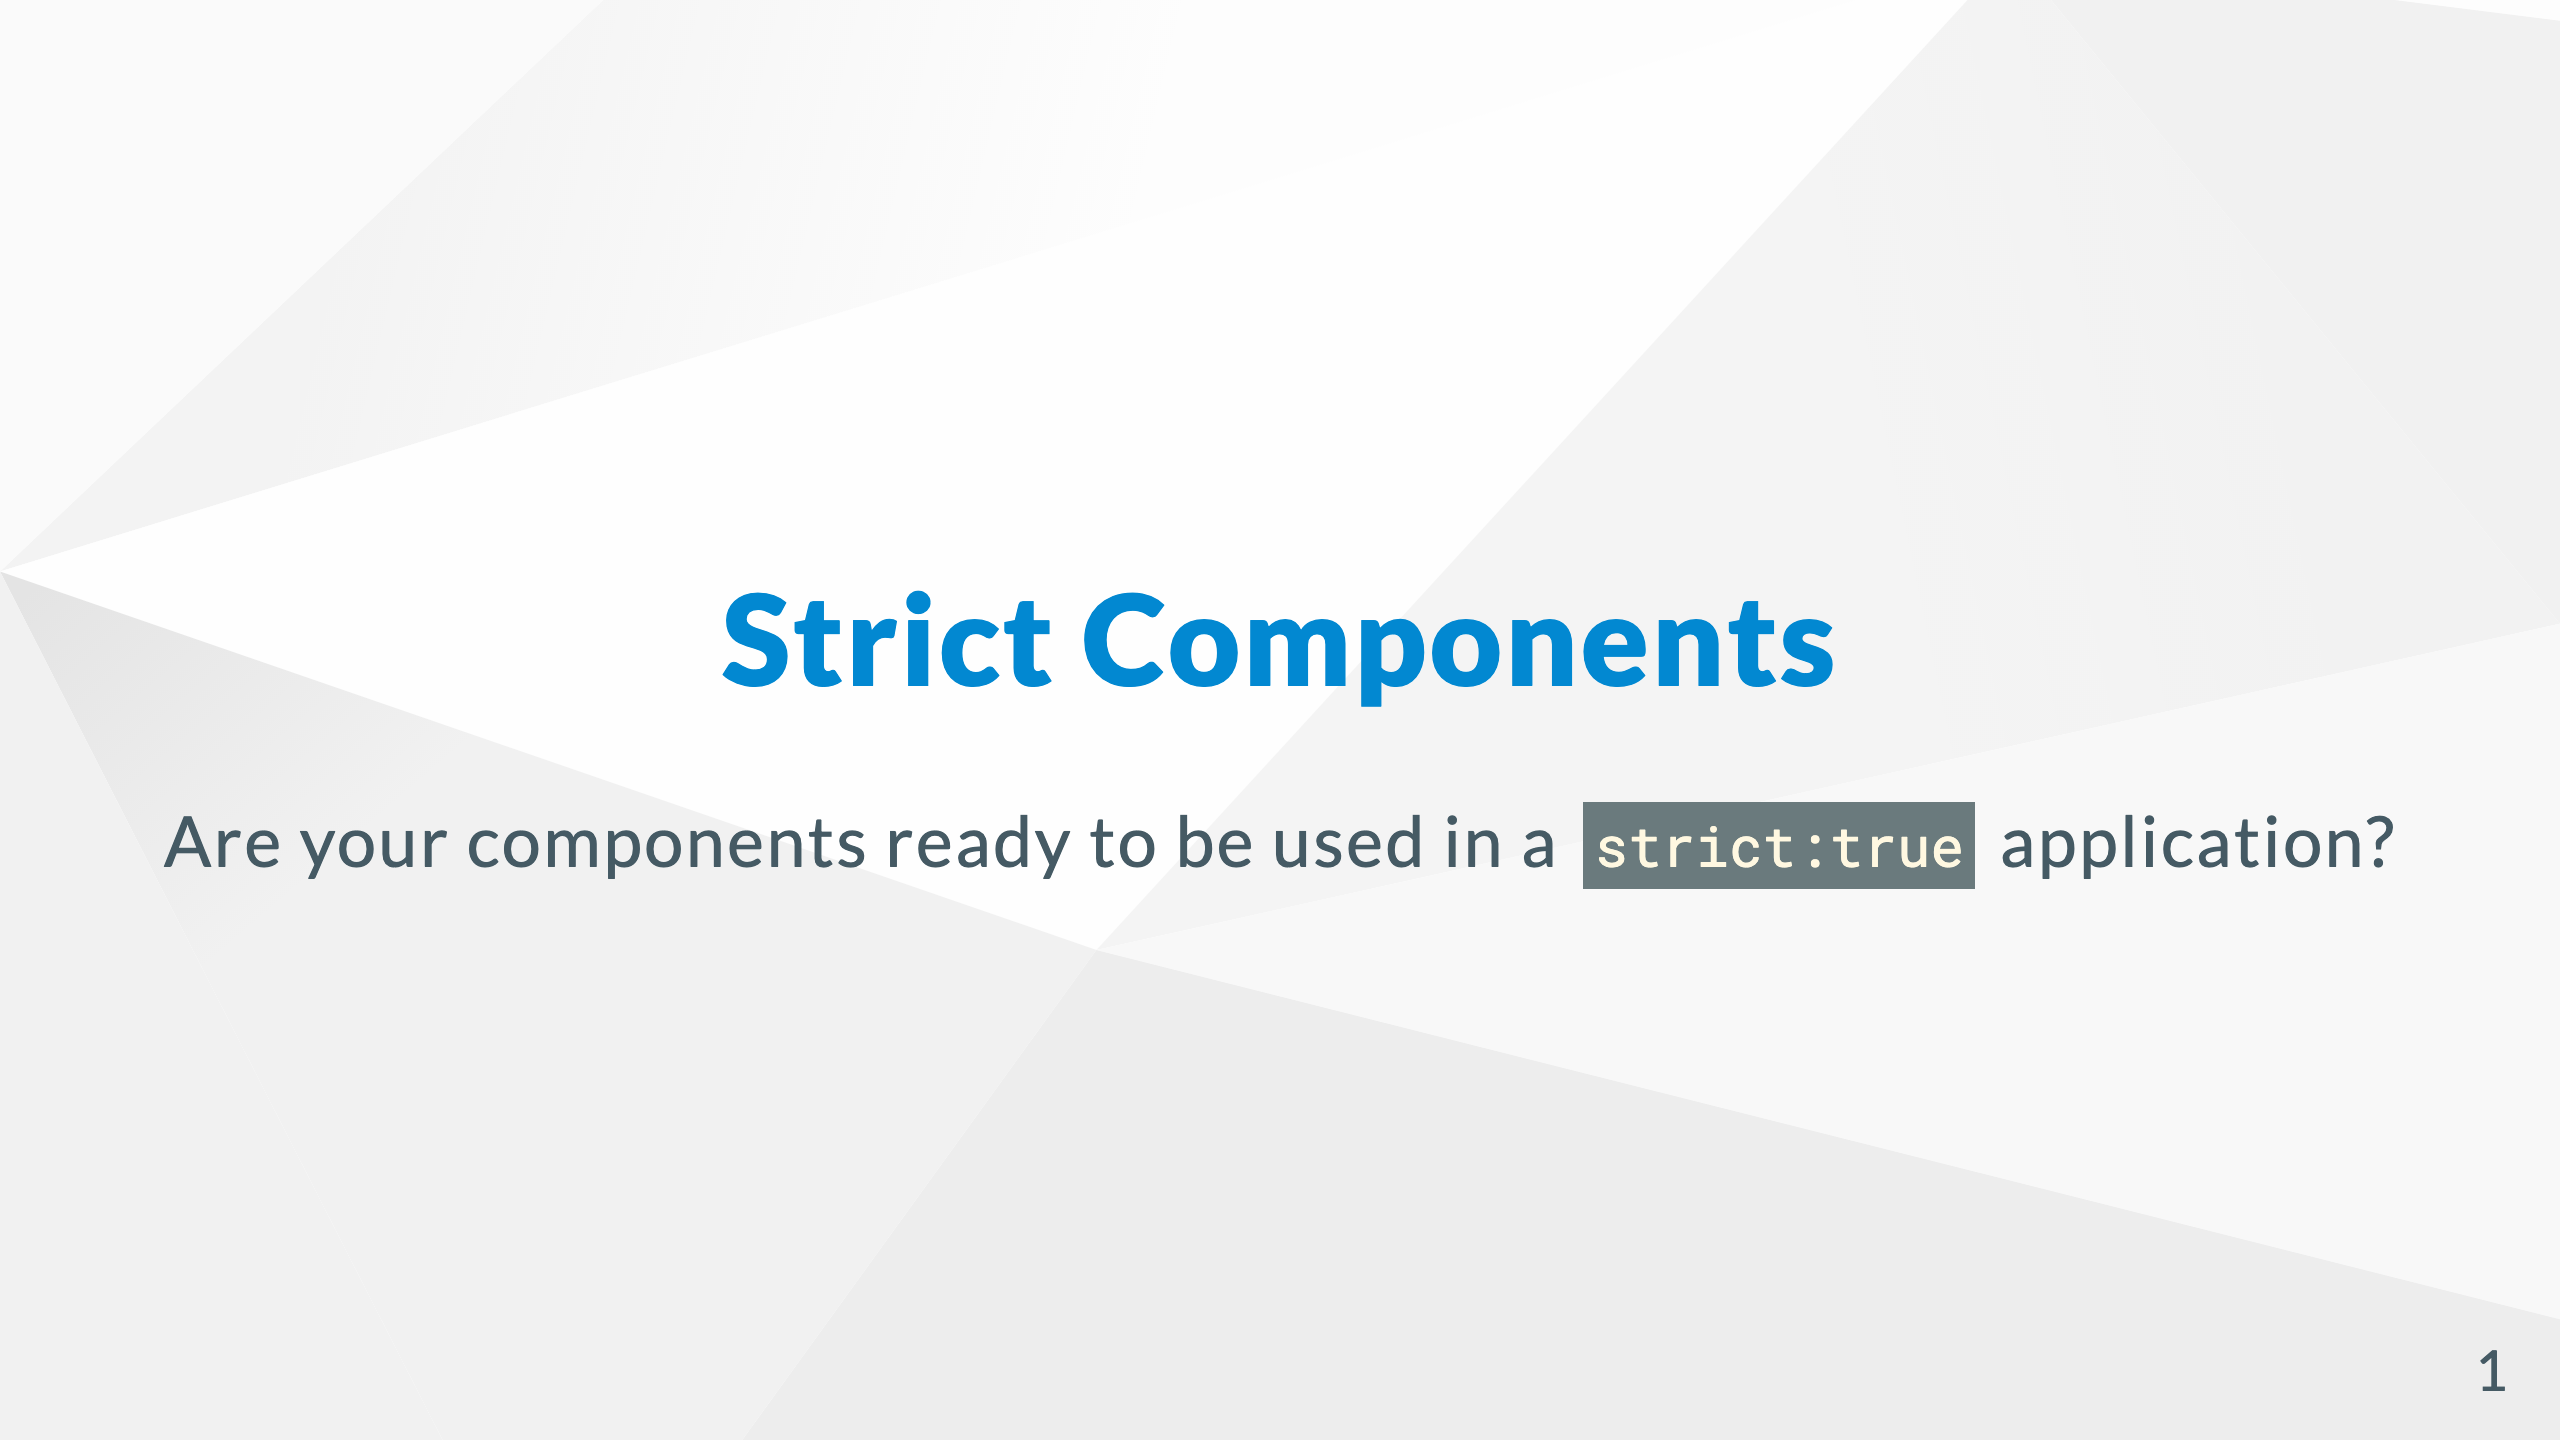 Strict Components
Are your components ready to be used in a strict:true application?
1